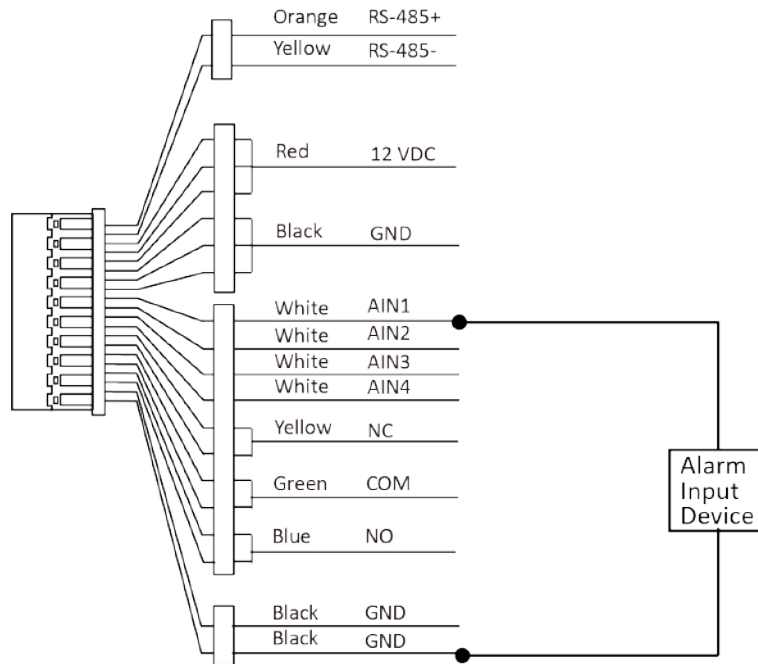 Orange RS-485+
Yellow RS-485-
Red 12 VDC
Black GND
White AIN1
White AIN2
White AIN3
White AIN4
Yellow NC
Green COM
Blue NO
Black GND
Black GND
Alarm
Input
Device